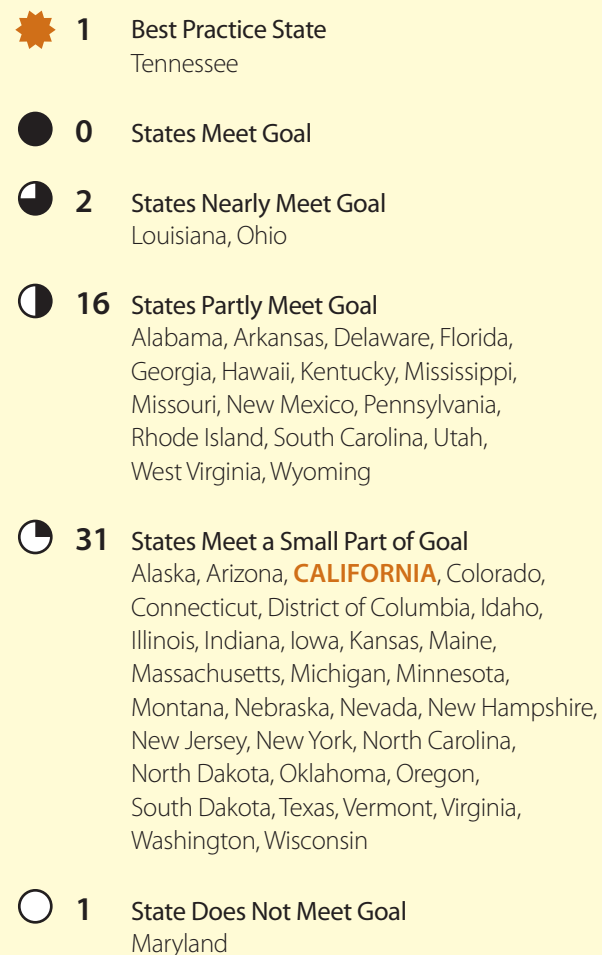 1 Best Practice State
Tennessee
0 States Meet Goal
2 States Nearly Meet Goal
Louisiana, Ohio
16 States Partly Meet Goal
Alabama, Arkansas, Delaware, Florida,
Georgia, Hawaii, Kentucky, Mississippi,
Missouri, New Mexico, Pennsylvania,
Rhode Island, South Carolina, Utah,
West Virginia, Wyoming
31 States Meet a Small Part of Goal
Alaska, Arizona, CALIFORNIA, Colorado,
Connecticut, District of Columbia, Idaho,
Illinois, Indiana, Iowa, Kansas, Maine,
Massachusetts, Michigan, Minnesota,
Montana, Nebraska, Nevada, New Hampshire,
New Jersey, New York, North Carolina,
North Dakota, Oklahoma, Oregon,
South Dakota, Texas, Vermont, Virginia,
Washington, Wisconsin
1 State Does Not Meet Goal
Maryland